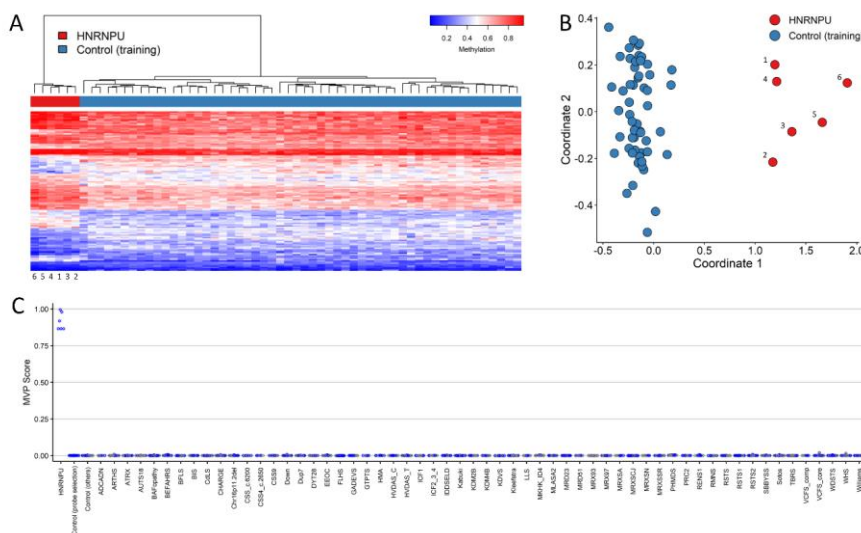 A
HNRNPU
Control (training)
Methylation
0 0.2 0.4 0.6 0.8
6 5 4 1 3 2
B
HNRNPU
Control (training)
Coordinate 2
0.4
0.2
0.0
-0.2
-0.4
1
4
6
5
3
2
-0.5 0.0 0.5 1.0 1.5 2.0
Coordinate 1
C
MVP Score
1.00
0.75
0.50
0.25
0.00
HNRNPU
Control (probe selection)
Control (others)
ADCADN
ARTHS
ATRX
AUTS18
BAFopathy
BEFAHRS
BFLS
BIS
CdLS
CHARGE
Chr16p11.2del
CSS_c.6200
CSS4_c.2650
CSS9
Down
Dup7
DYT28
EEOC
FLHS
GADEVS
GTPTS
HMA
HVDAS_C
HVDAS_T
ICF1
ICF2_3_4
IDDSELD
Kabuki
KDM2B
KDM4B
KDVS
Kleefstra
LLS
MKHK_ID4
MLASA2
MRD23
MRD51
MRX93
MRX97
MRXSA
MRXSCJ
MRXSN
MRXSSR
PHMDS
PRC2
RENS1
RMNS
RSTS
RSTS1
RSTS2
SBBYSS
Sotos
TBRS
VCFS_comp
VCFS_core
WDSTS
WHS
Williams